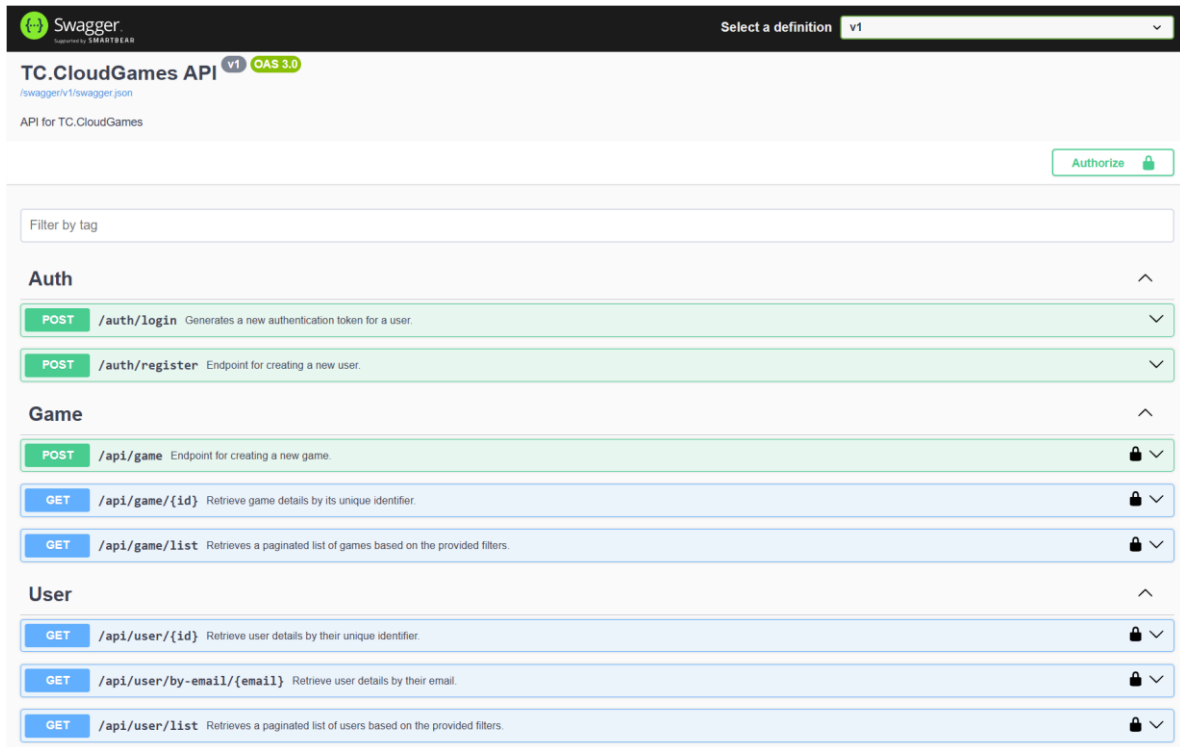 Swagger. Select a definition v1
Supported by SMARTBEAR
TC.CloudGames API v1 OAS 3.0
/swagger/v1/swagger.json
API for TC.CloudGames
Authorize
Filter by tag
Auth
POST /auth/login Generates a new authentication token for a user.
POST /auth/register Endpoint for creating a new user.
Game
POST /api/game Endpoint for creating a new game.
GET /api/game/{id} Retrieve game details by its unique identifier.
GET /api/game/list Retrieves a paginated list of games based on the provided filters.
User
GET /api/user/{id} Retrieve user details by their unique identifier.
GET /api/user/by-email/{email} Retrieve user details by their email.
GET /api/user/list Retrieves a paginated list of users based on the provided filters.